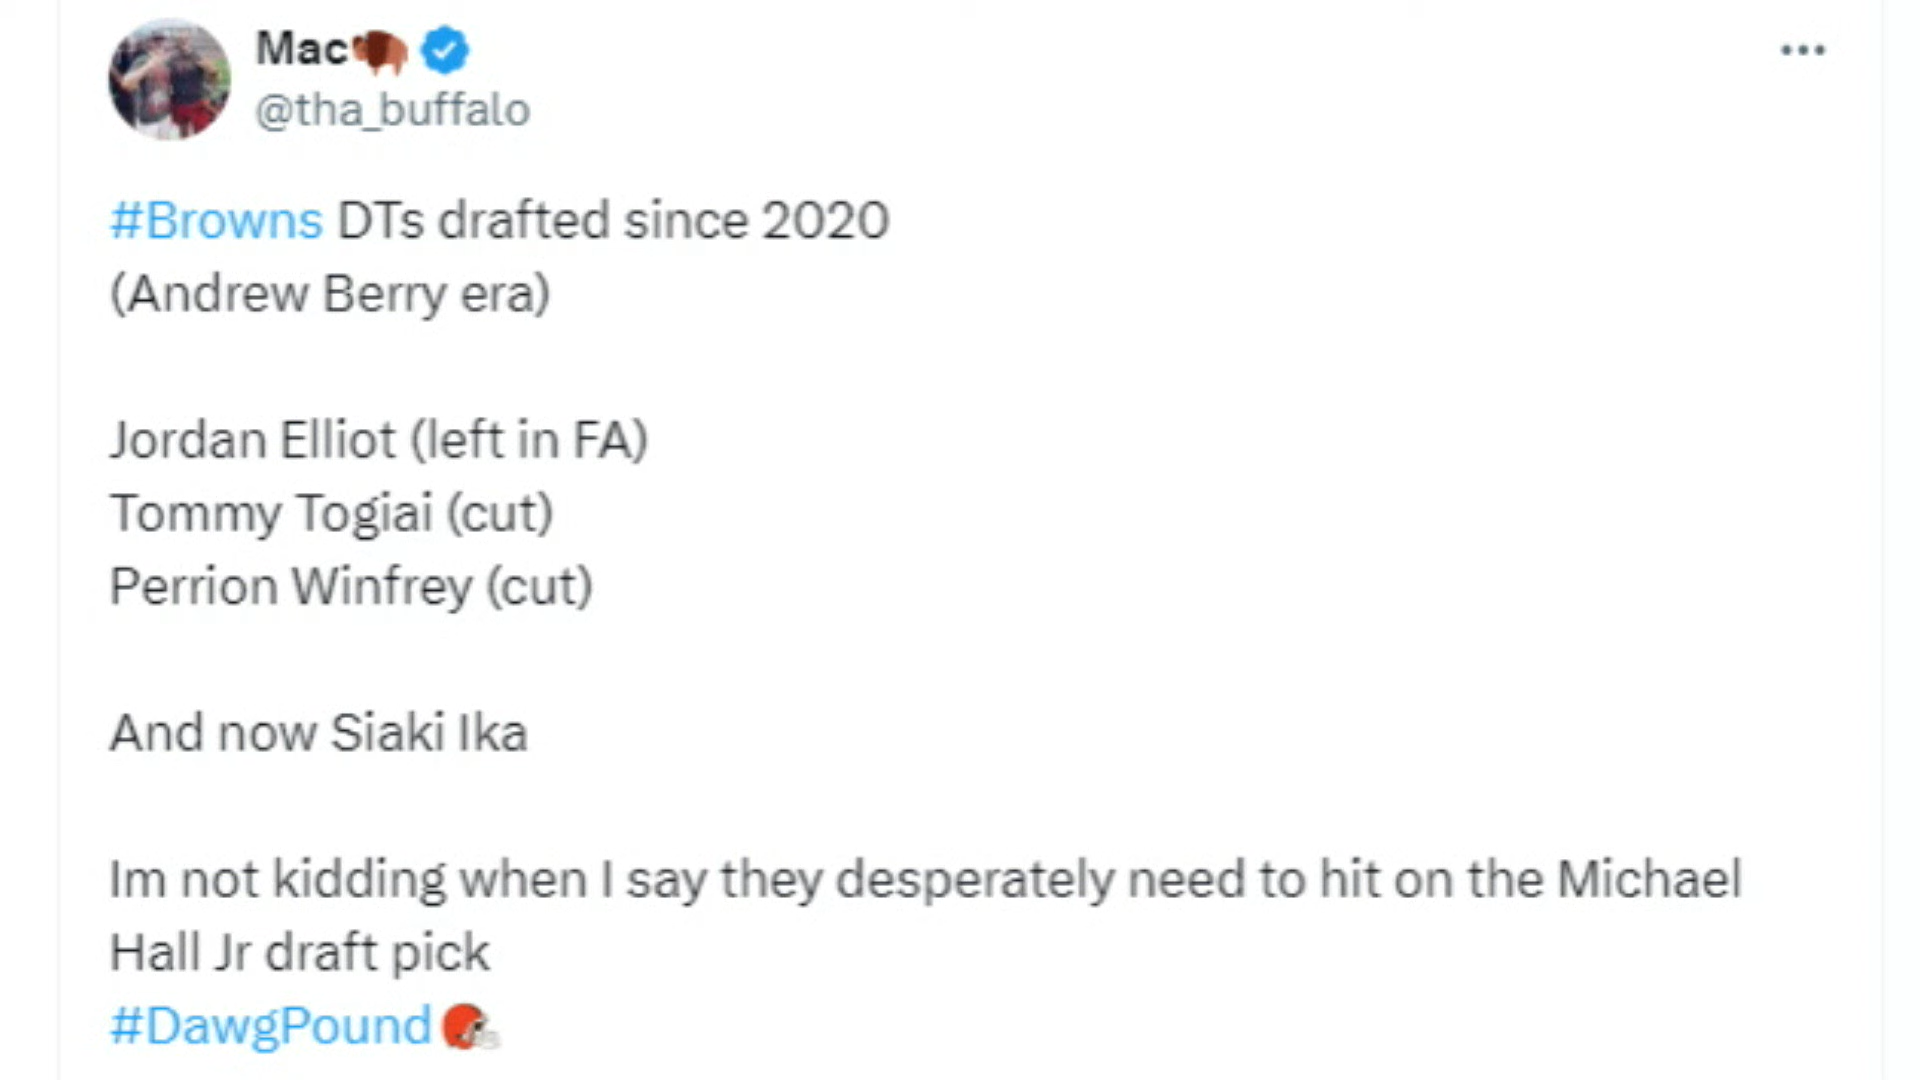 Mac🦬
@tha_buffalo
#Browns DTs drafted since 2020
(Andrew Berry era)
Jordan Elliot (left in FA)
Tommy Togiai (cut)
Perrion Winfrey (cut)
And now Siaki Ika
Im not kidding when I say they desperately need to hit on the Michael
Hall Jr draft pick
#DawgPound